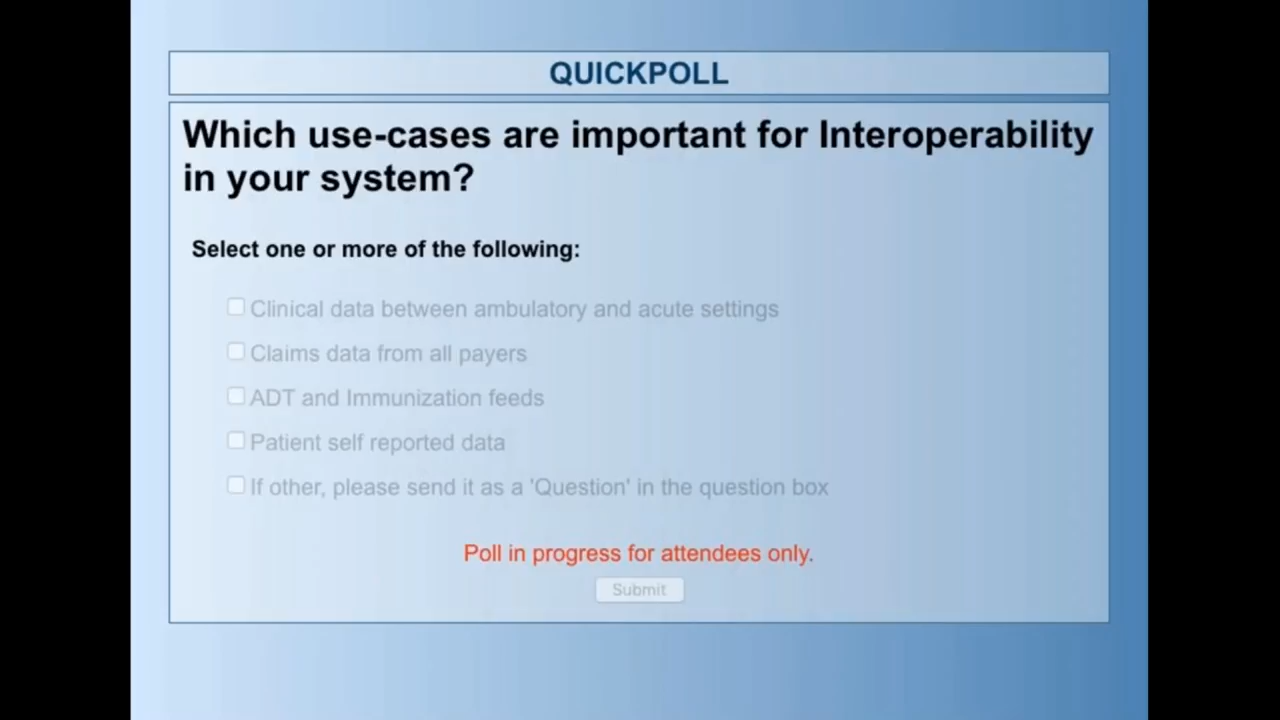 QUICKPOLL
Which use-cases are important for Interoperability
in your system?
Select one or more of the following:
Clinical data between ambulatory and acute settings
Claims data from all payers
ADT and Immunization feeds
Patient self reported data
If other, please send it as a 'Question' in the question box
Poll in progress for attendees only.
Submit